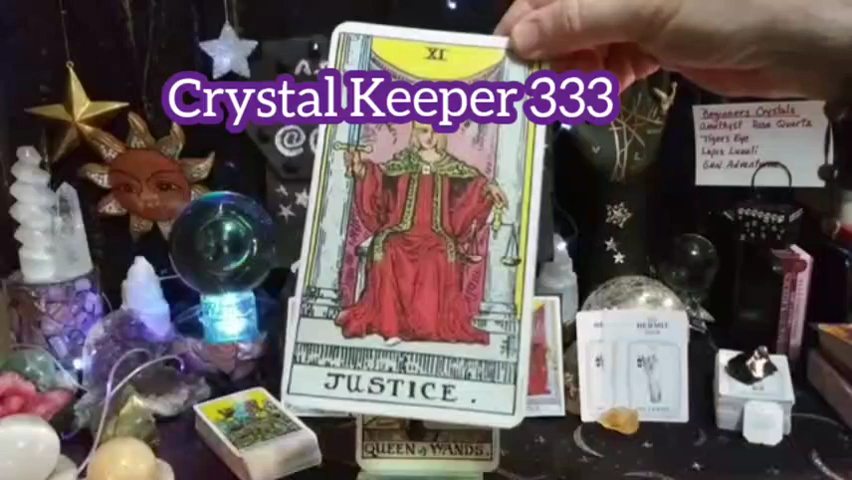 XI
Crystal Keeper 333
Beginners Crystals
Amethyst Rose Quartz
Tigers Eye
Lapis Lazuli
@
HERMIT
JUSTICE.
QUEEN of WANDS.